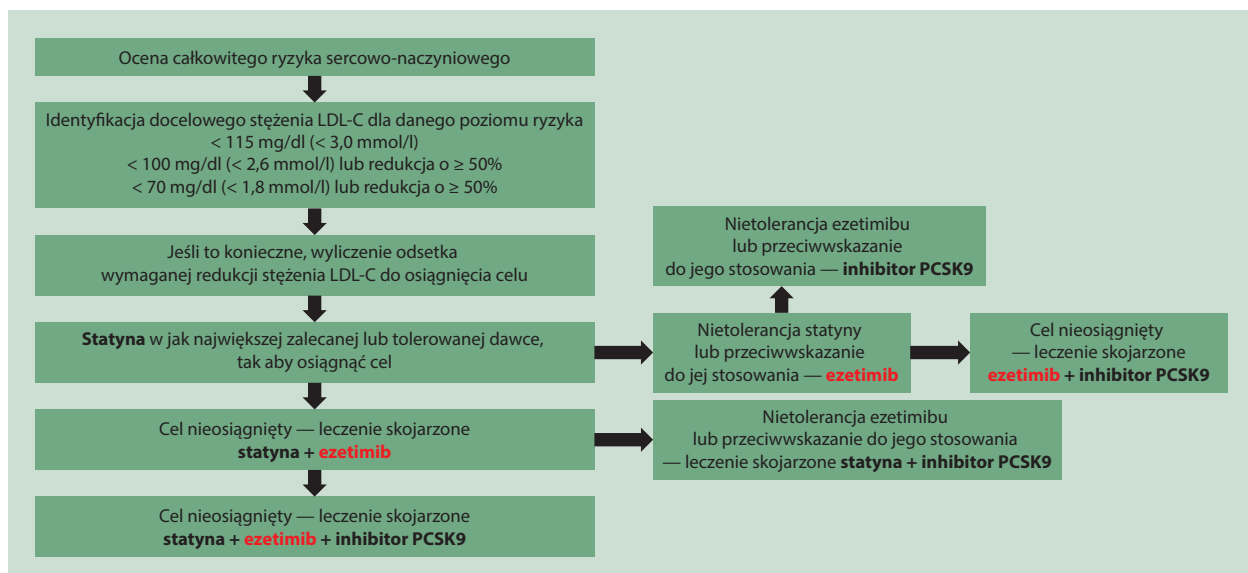 Ocena całkowitego ryzyka sercowo-naczyniowego
Identyfikacja docelowego stężenia LDL-C dla danego poziomu ryzyka
< 115 mg/dl (< 3,0 mmol/l)
< 100 mg/dl (< 2,6 mmol/l) lub redukcja o ≥ 50%
< 70 mg/dl (< 1,8 mmol/l) lub redukcja o ≥ 50%
Jeśli to konieczne, wyliczenie odsetka
wymaganej redukcji stężenia LDL-C do osiągnięcia celu
Statyna w jak największej zalecanej lub tolerowanej dawce,
tak aby osiągnąć cel
Cel nieosiągnięty — leczenie skojarzone
statyna + ezetimib
Cel nieosiągnięty — leczenie skojarzone
statyna + ezetimib + inhibitor PCSK9
Nietolerancja ezetimibu
lub przeciwwskazanie
do jego stosowania — inhibitor PCSK9
Nietolerancja statyny
lub przeciwwskazanie
do jej stosowania — ezetimib
Cel nieosiągnięty
— leczenie skojarzone
ezetimib + inhibitor PCSK9
Nietolerancja ezetimibu
lub przeciwwskazanie do jego stosowania
— leczenie skojarzone statyna + inhibitor PCSK9